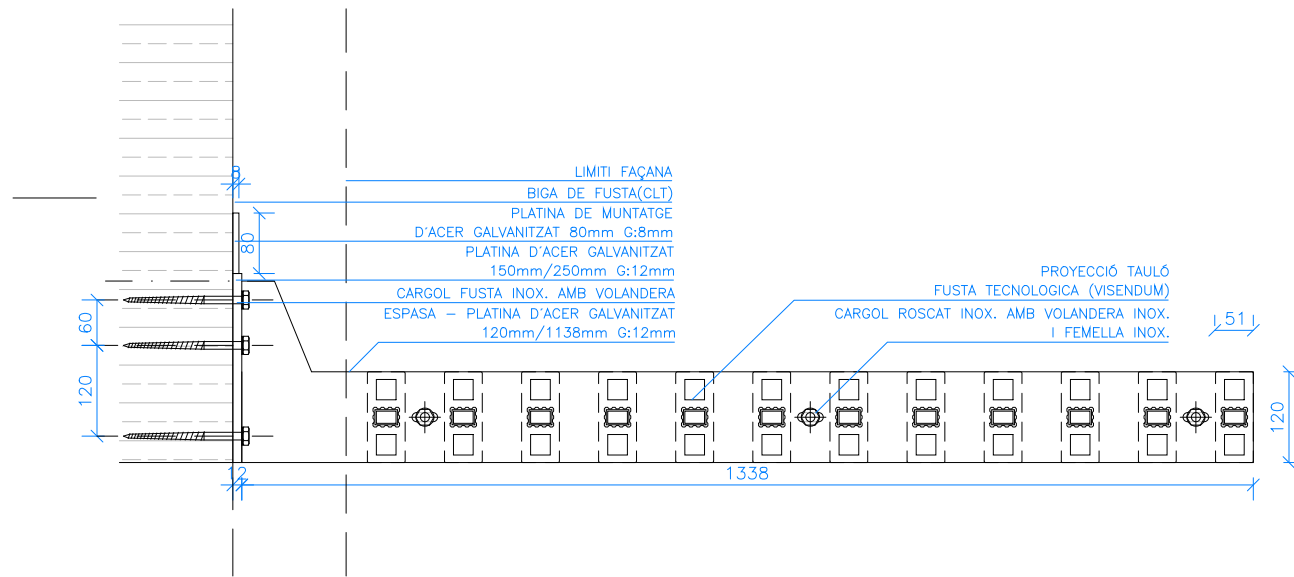 8
LIMITI FAÇANA
BIGA DE FUSTA(CLT)
PLATINA DE MUNTATGE
D'ACER GALVANITZAT 80mm G:8mm
80
PLATINA D'ACER GALVANITZAT
150mm/250mm G:12mm
CARGOL FUSTA INOX. AMB VOLANDERA
ESPASA – PLATINA D'ACER GALVANITZAT
120mm/1138mm G:12mm
PROYECCIÓ TAULÓ
FUSTA TECNOLOGICA (VISENDUM)
CARGOL ROSCAT INOX. AMB VOLANDERA INOX.
I FEMELLA INOX.
51
60
120
120
12
1338